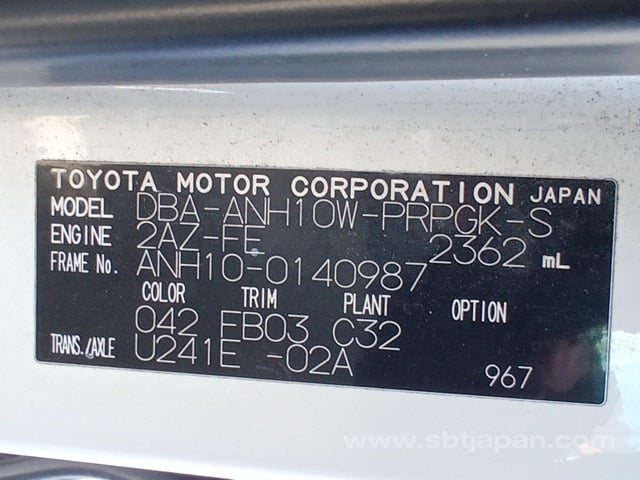 TOYOTA MOTOR CORPORATION JAPAN
MODEL DBA-ANH10W-PRPGK-S
ENGINE 2AZ-FE 2362 mL
FRAME No. ANH10-0140987
COLOR TRIM PLANT OPTION
042 EB03 C32
TRANS./AXLE U241E -02A
967
www.sbtjapan.com